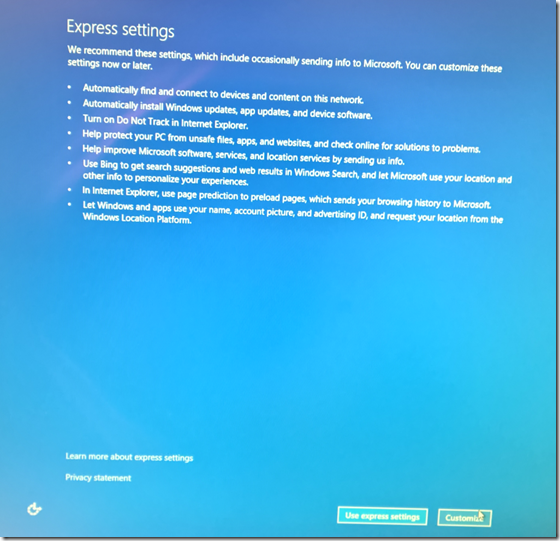 Express settings
We recommend these settings, which include occasionally sending info to Microsoft. You can customize these
settings now or later.
• Automatically find and connect to devices and content on this network.
• Automatically install Windows updates, app updates, and device software.
• Turn on Do Not Track in Internet Explorer.
• Help protect your PC from unsafe files, apps, and websites, and check online for solutions to problems.
• Help improve Microsoft software, services, and location services by sending us info.
• Use Bing to get search suggestions and web results in Windows Search, and let Microsoft use your location and
other info to personalize your experiences.
• In Internet Explorer, use page prediction to preload pages, which sends your browsing history to Microsoft.
• Let Windows and apps use your name, account picture, and advertising ID, and request your location from the
Windows Location Platform.
Learn more about express settings
Privacy statement
Use express settings
Customize